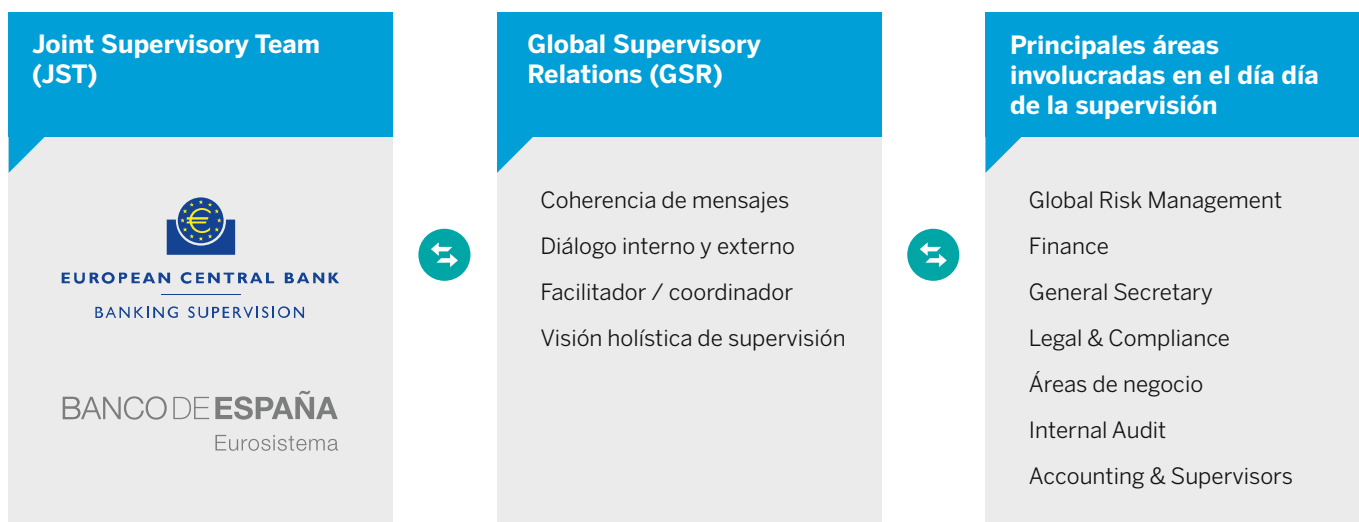 Joint Supervisory Team
(JST)
EUROPEAN CENTRAL BANK
BANKING SUPERVISION
BANCO DE ESPAÑA
Eurosistema
Global Supervisory
Relations (GSR)
Coherencia de mensajes
Diálogo interno y externo
Facilitador / coordinador
Visión holística de supervisión
Principales áreas
involucradas en el día día
de la supervisión
Global Risk Management
Finance
General Secretary
Legal & Compliance
Áreas de negocio
Internal Audit
Accounting & Supervisors